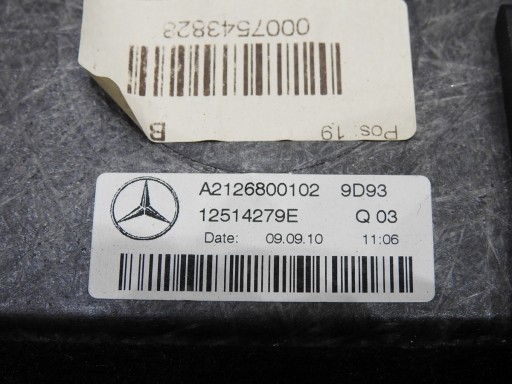 0007543828
Pos: 19 B
A2126800102 9D93
12514279E Q 03
Date: 09.09.10 11:06